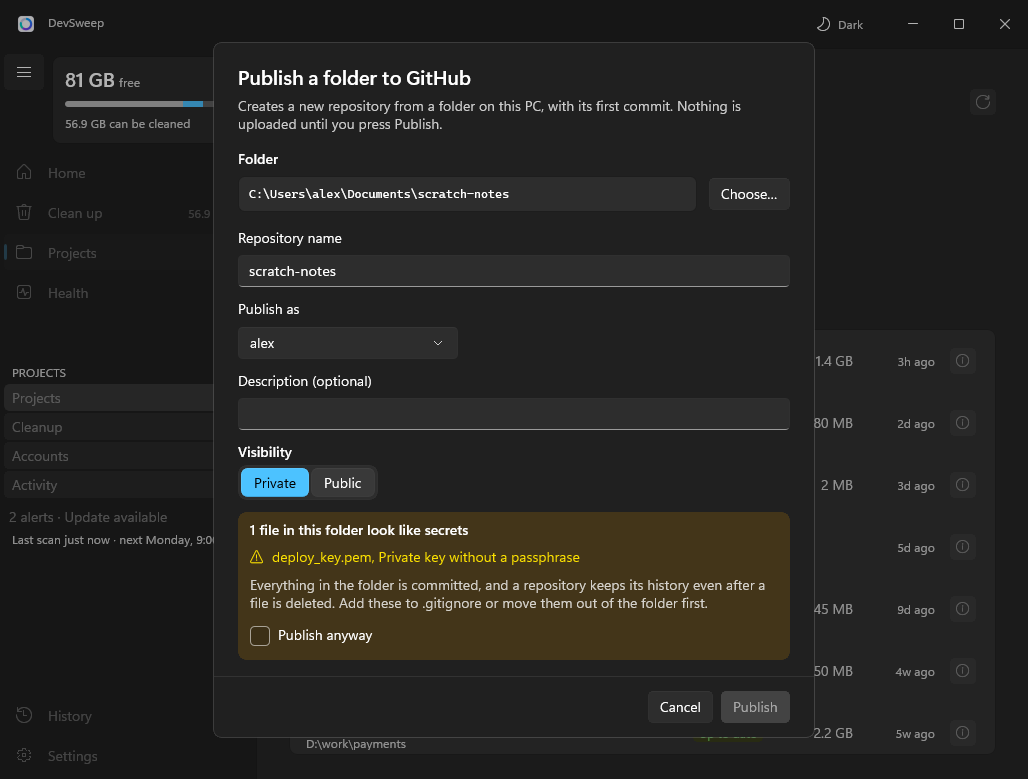 DevSweep
Dark
81 GB free
56.9 GB can be cleaned
Home
Clean up
56.9
Projects
Health
PROJECTS
Projects
Cleanup
Accounts
Activity
2 alerts · Update available
Last scan just now · next Monday, 9:00
History
Settings
Publish a folder to GitHub
Creates a new repository from a folder on this PC, with its first commit. Nothing is
uploaded until you press Publish.
Folder
C:\Users\alex\Documents\scratch-notes
Choose...
Repository name
scratch-notes
Publish as
alex
Description (optional)
Visibility
Private
Public
1 file in this folder look like secrets
deploy_key.pem, Private key without a passphrase
Everything in the folder is committed, and a repository keeps its history even after a
file is deleted. Add these to .gitignore or move them out of the folder first.
Publish anyway
Cancel
Publish
1.4 GB
3h ago
80 MB
2d ago
2 MB
3d ago
5d ago
45 MB
9d ago
50 MB
4w ago
2.2 GB
5w ago
D:\work\payments